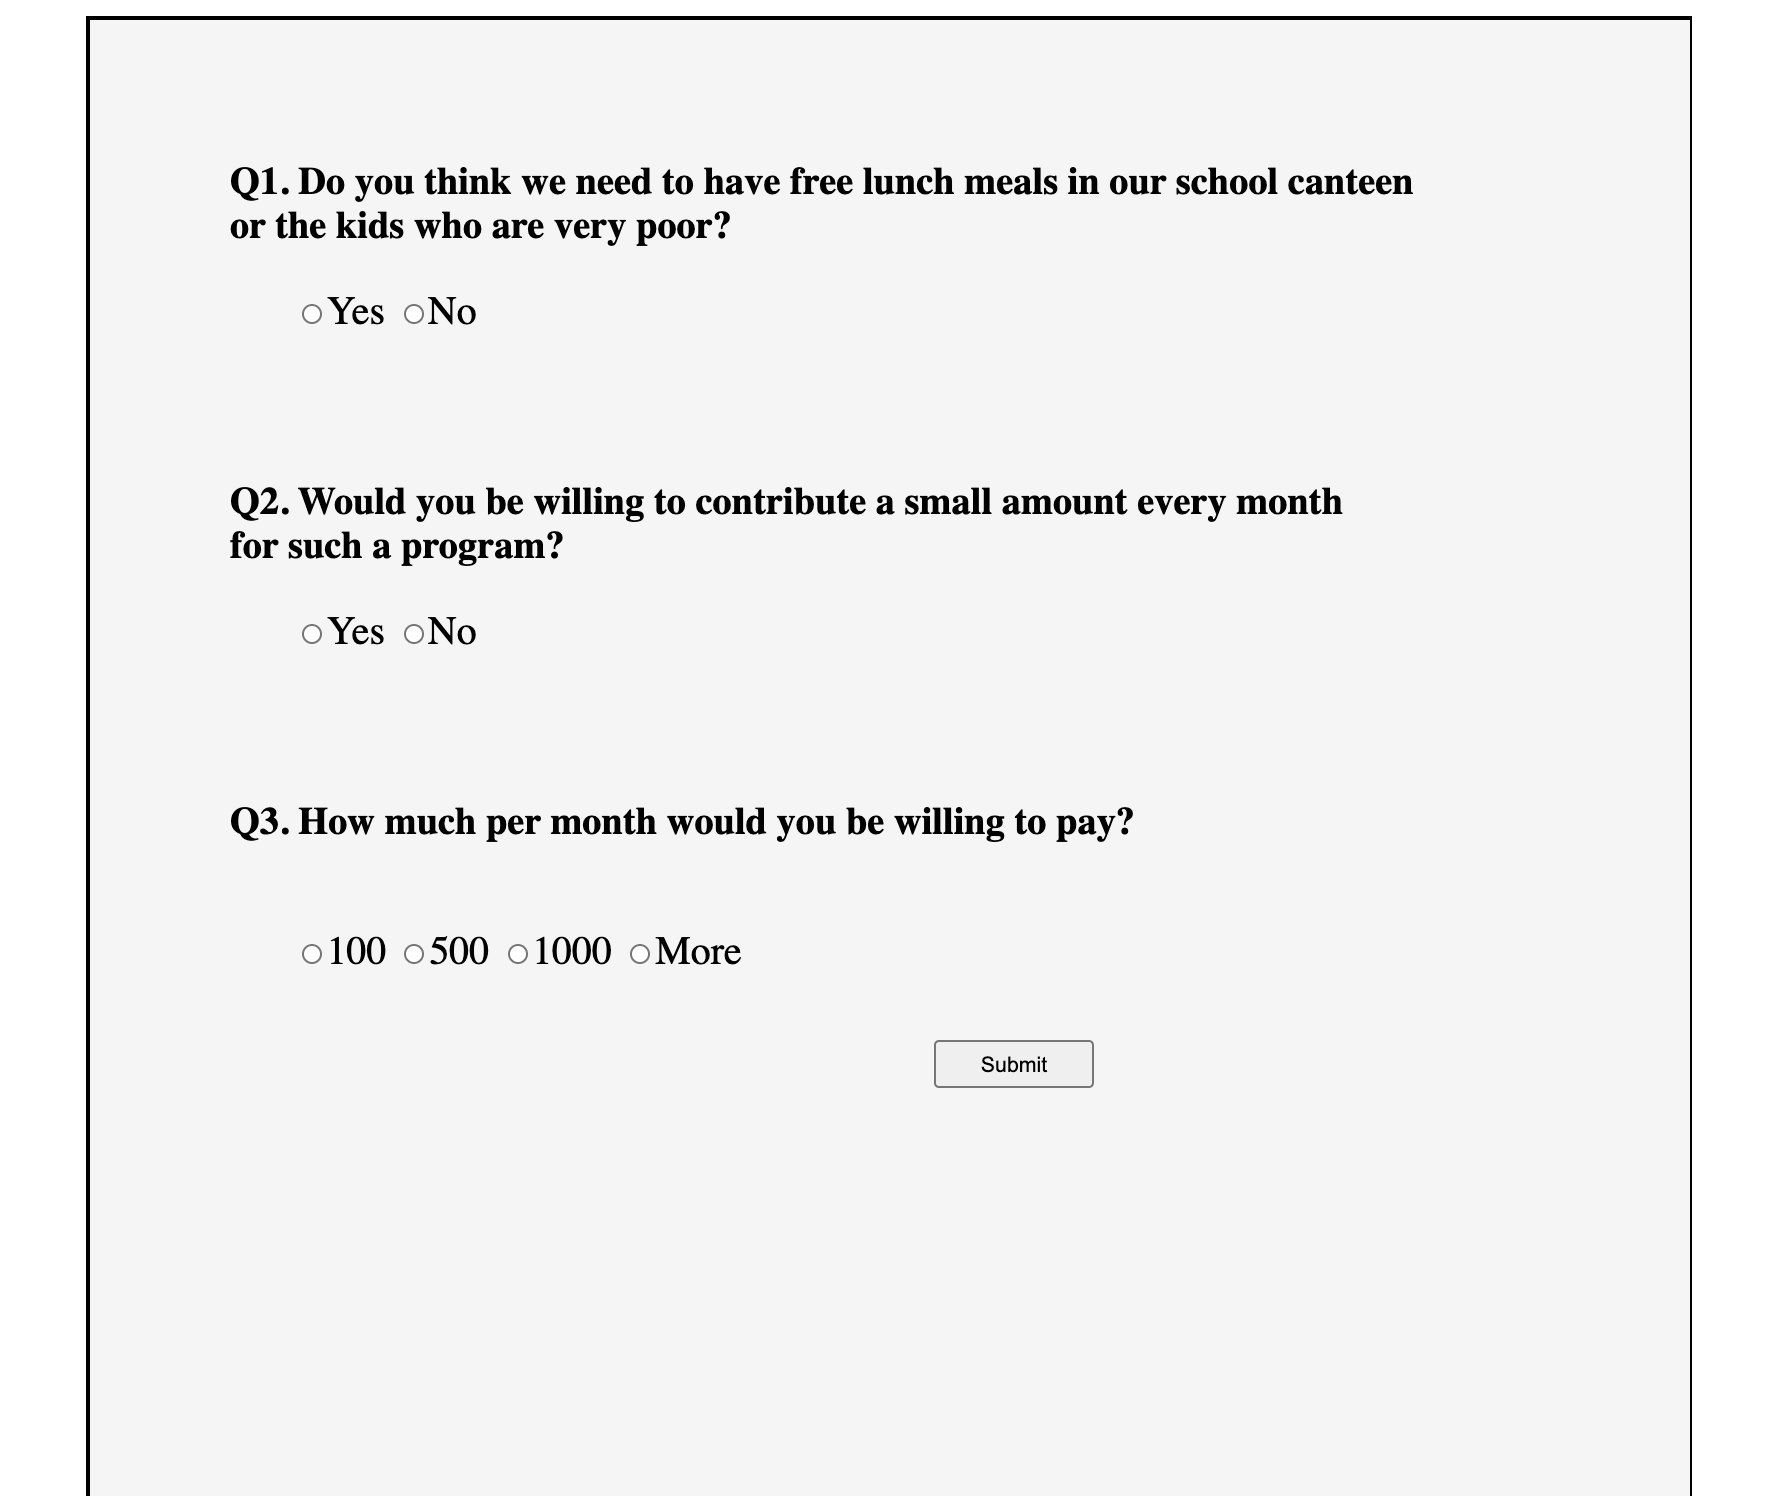 Q1. Do you think we need to have free lunch meals in our school canteen
or the kids who are very poor?
Yes No
Q2. Would you be willing to contribute a small amount every month
for such a program?
Yes No
Q3. How much per month would you be willing to pay?
100 500 1000 More
Submit